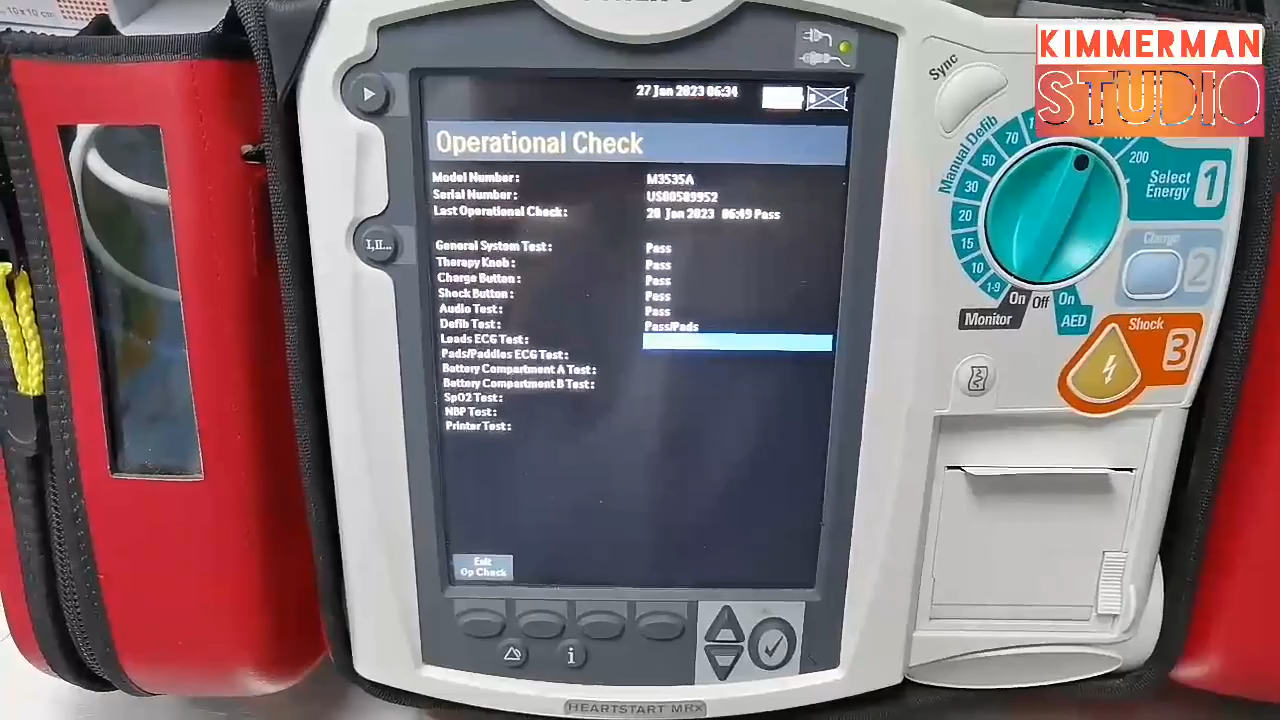 10 x 10 cm
KIMMERMAN
STUDIO
27 Jan 2023 06:34
Operational Check
Model Number: M3535A
Serial Number: US00589952
Last Operational Check: 20 Jan 2023 06:49 Pass
General System Test: Pass
Therapy Knob: Pass
Charge Button: Pass
Shock Button: Pass
Audio Test: Pass
Defib Test: Pass/Pads
Leads ECG Test:
Pads/Paddles ECG Test:
Battery Compartment A Test:
Battery Compartment B Test:
SpO2 Test:
NBP Test:
Printer Test:
Exit
Op Check
I,II...
i
HEARTSTART MRX
Sync
Manual Defib
1-9
10
15
20
30
50
70
200
Select
Energy
1
Charge
2
Monitor
On
Off
On
AED
Shock
3